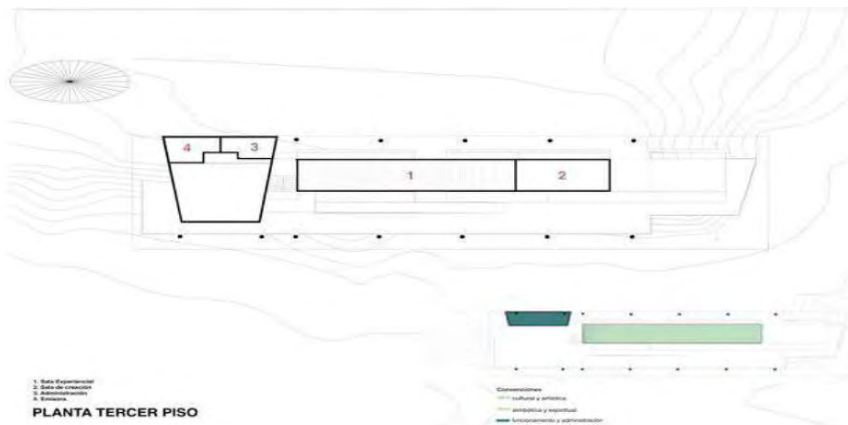 4
3
1
2
1. Sala Experiencial
2. Sala de creación
3. Administración
4. Emisora
PLANTA TERCER PISO
Convenciones
cultural y artística
simbólica y espiritual
funcionamiento y administración